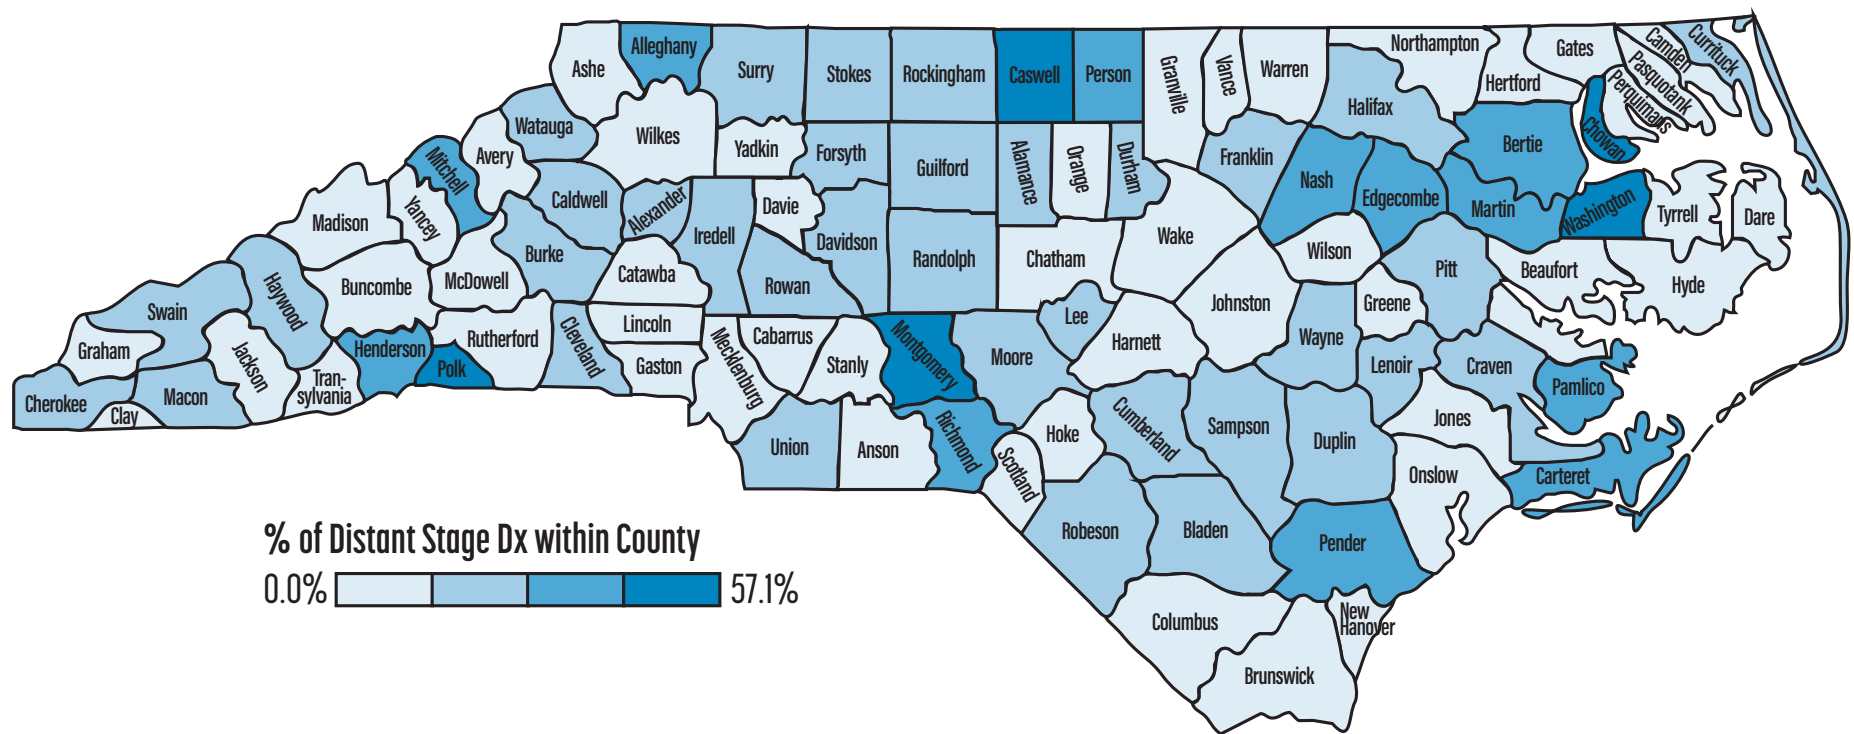 Ashe
Alleghany
Surry
Stokes
Rockingham
Caswell
Person
Granville
Vance
Warren
Northampton
Hertford
Gates
Camden
Currituck
Pasquotank
Perquimans
Chowan
Halifax
Bertie
Watauga
Wilkes
Yadkin
Forsyth
Guilford
Alamance
Orange
Durham
Franklin
Nash
Edgecombe
Martin
Washington
Tyrrell
Dare
Mitchell
Avery
Caldwell
Alexander
Iredell
Davie
Davidson
Randolph
Chatham
Wake
Wilson
Pitt
Beaufort
Hyde
Madison
Yancey
Burke
Catawba
Rowan
Buncombe
McDowell
Haywood
Swain
Graham
Jackson
Cherokee
Clay
Macon
Tran-
sylvania
Henderson
Polk
Rutherford
Cleveland
Lincoln
Gaston
Mecklenburg
Cabarrus
Stanly
Montgomery
Moore
Lee
Harnett
Johnston
Wayne
Greene
Lenoir
Craven
Pamlico
Jones
Union
Anson
Richmond
Scotland
Hoke
Cumberland
Sampson
Duplin
Onslow
Carteret
Robeson
Bladen
Pender
Columbus
New
Hanover
Brunswick
% of Distant Stage Dx within County
0.0%
57.1%